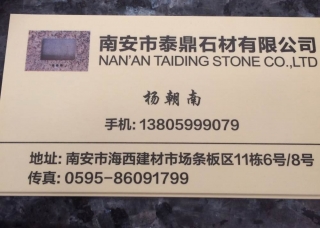 南安市泰鼎石材有限公司
NAN'AN TAIDING STONE CO.,LTD
杨朝南
手机: 13805999079
地址: 南安市海西建材市场条板区11栋6号/8号
传真: 0595-86091799